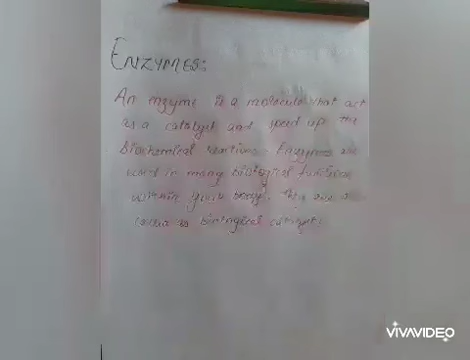 ENZYMES:
An enzyme is a molecule that act
as a catalyst and speed up the
Biochemical reactions. Enzymes are
used in many biological functions
within your body. They are also
known as biological catalyst.
VIVAVIDEO